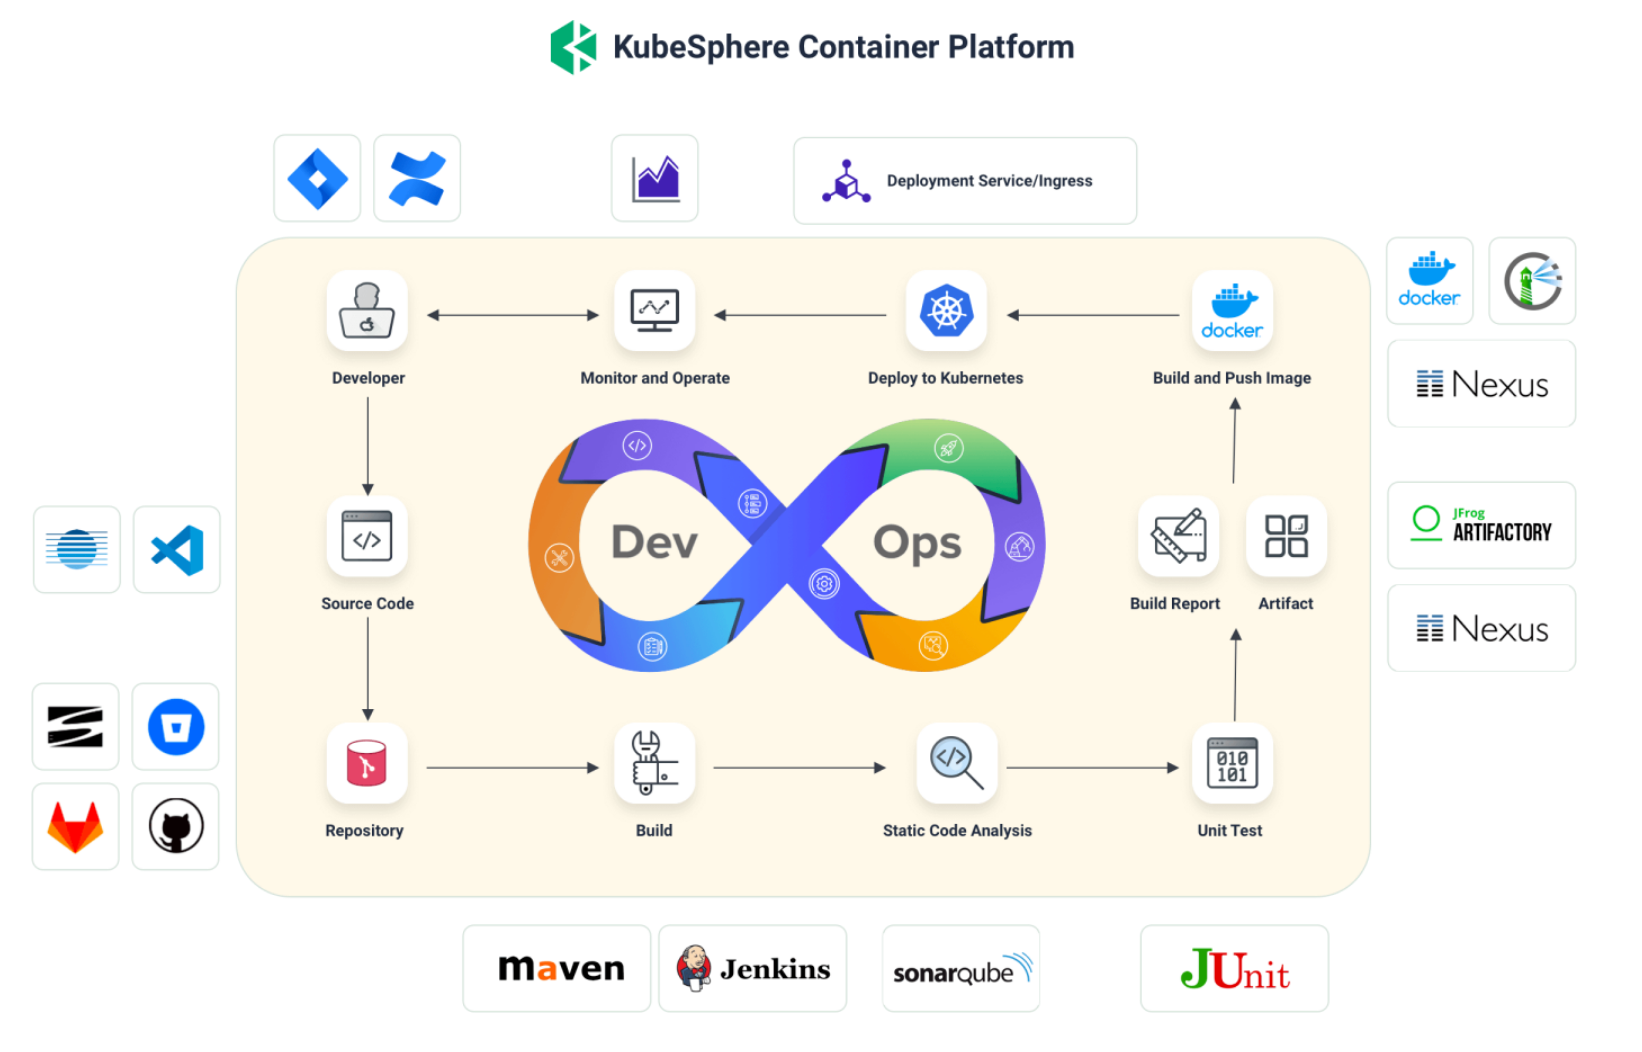 KubeSphere Container Platform
Deployment Service/Ingress
docker
docker
Developer
Monitor and Operate
Deploy to Kubernetes
Build and Push Image
Nexus
Dev
Ops
JFrog
ARTIFACTORY
Source Code
Build Report
Artifact
Nexus
010
101
Repository
Build
Static Code Analysis
Unit Test
maven
Jenkins
sonarqube
JUnit